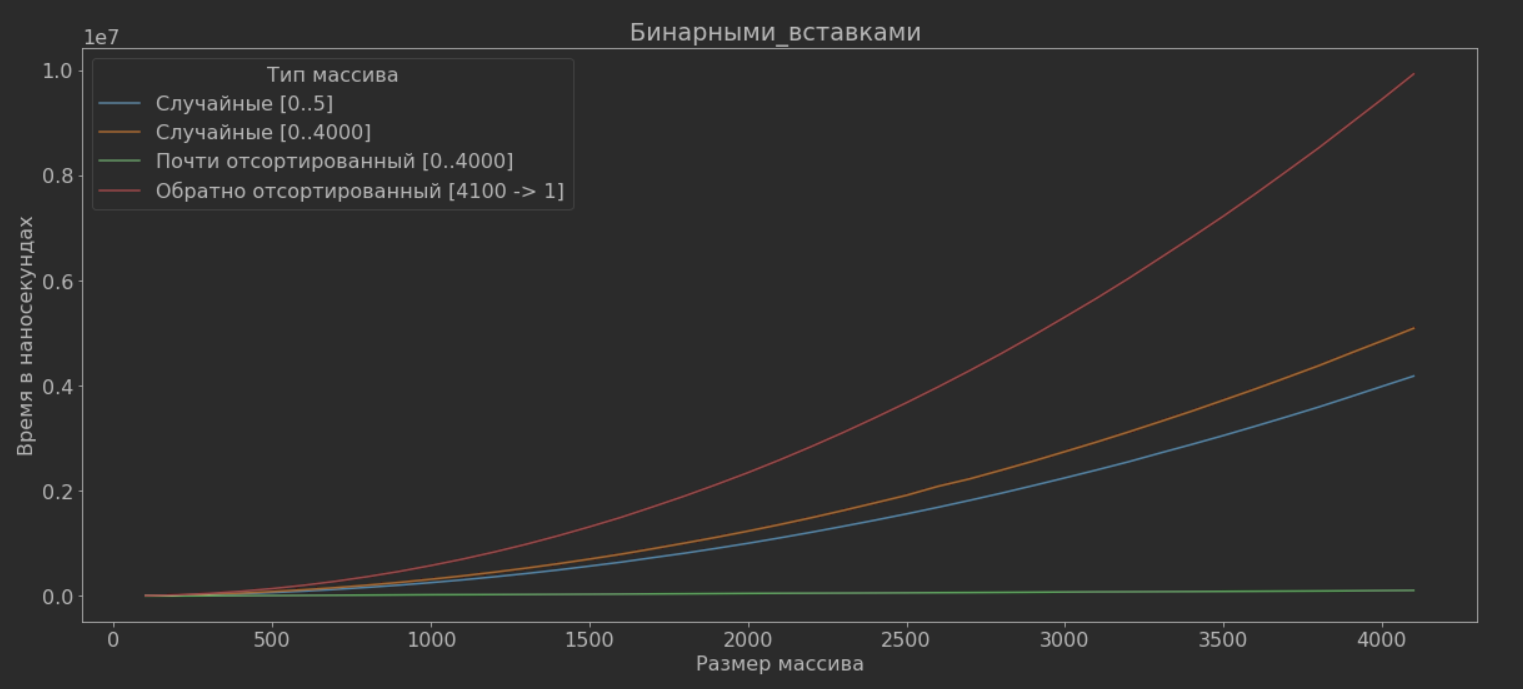 Бинарными_вставками
1e7
Тип массива
Случайные [0..5]
Случайные [0..4000]
Почти отсортированный [0..4000]
Обратно отсортированный [4100 -> 1]
Время в наносекундах
1.0
0.8
0.6
0.4
0.2
0.0
0 500 1000 1500 2000 2500 3000 3500 4000
Размер массива